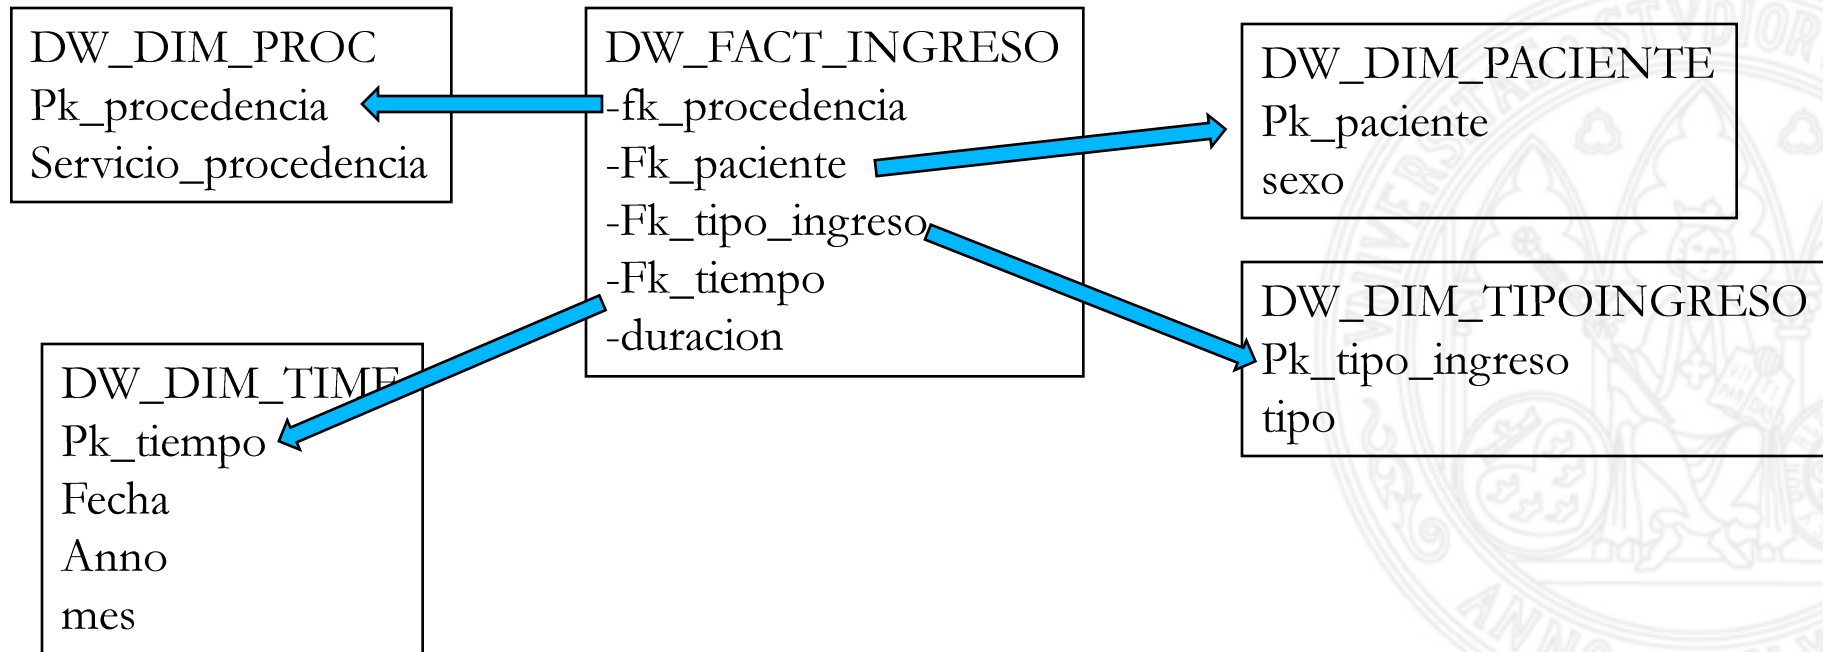 DW_DIM_PROC
Pk_procedencia
Servicio_procedencia
DW_FACT_INGRESO
-fk_procedencia
-Fk_paciente
-Fk_tipo_ingreso
-Fk_tiempo
-duracion
DW_DIM_PACIENTE
Pk_paciente
sexo
DW_DIM_TIPOINGRESO
Pk_tipo_ingreso
tipo
DW_DIM_TIME
Pk_tiempo
Fecha
Anno
mes